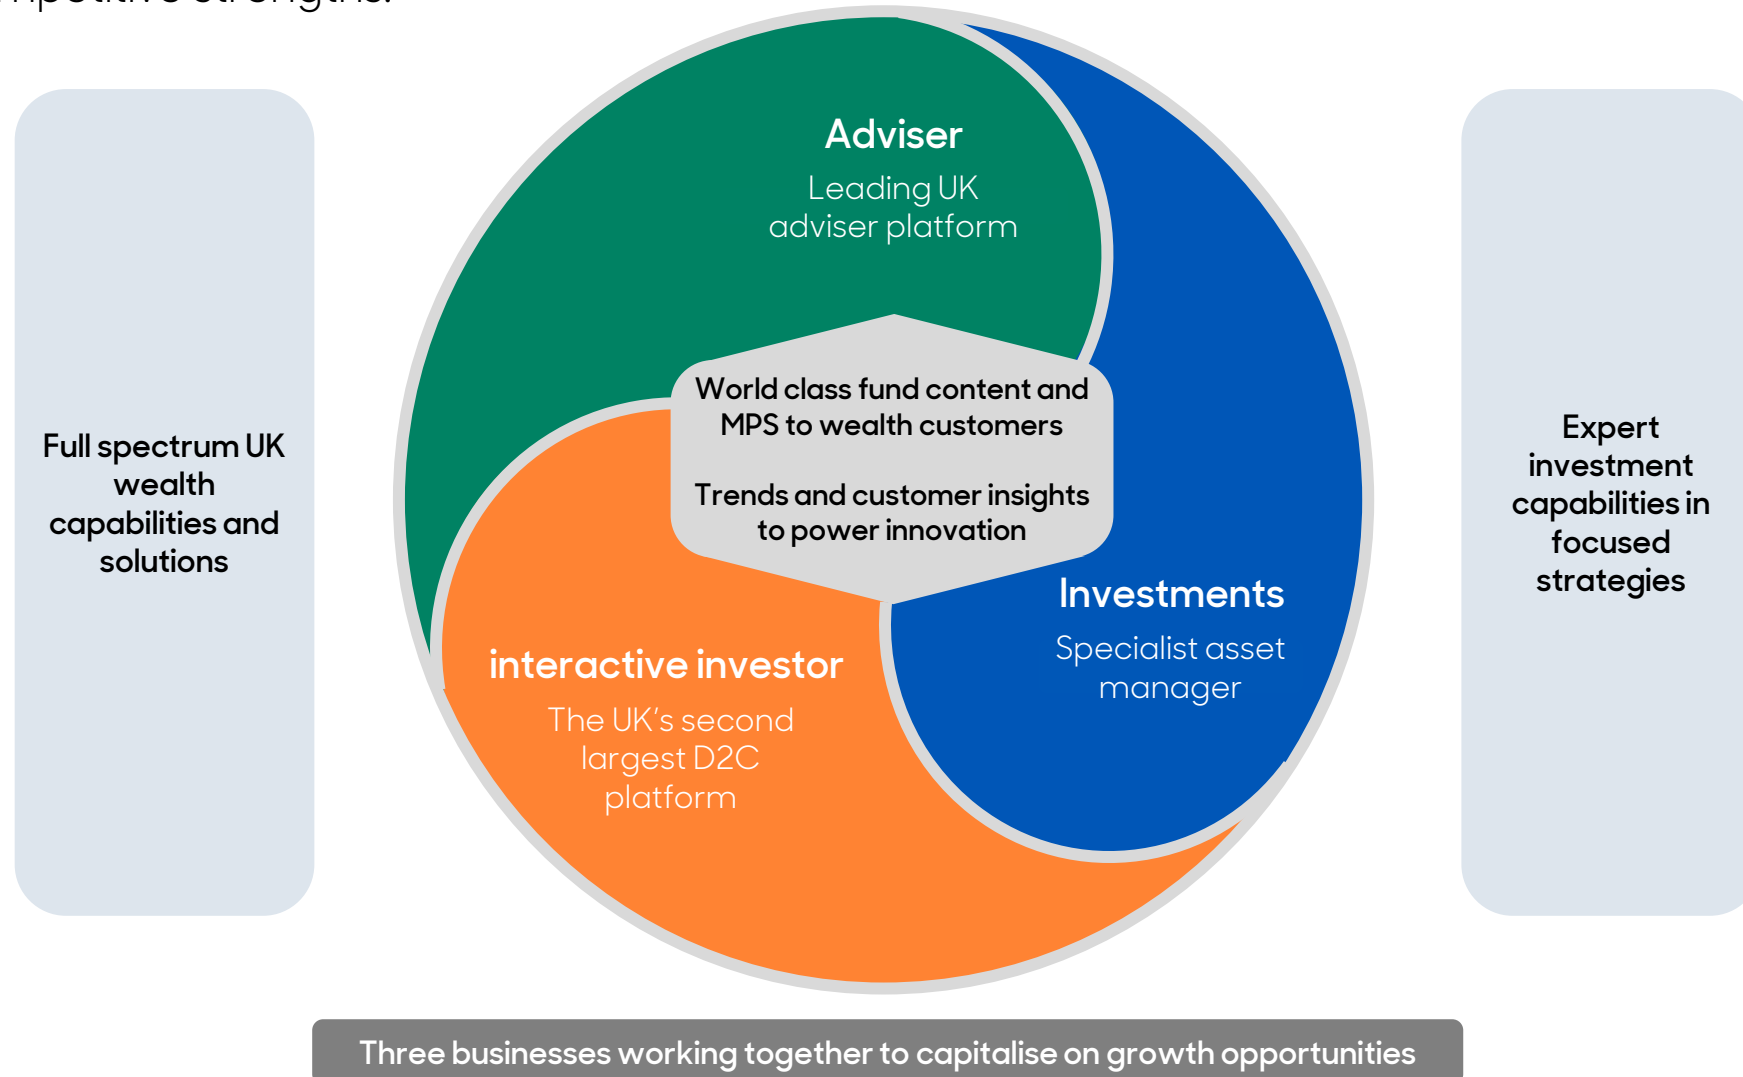 strengths.
Adviser
Leading UK
adviser platform
World class fund content and
MPS to wealth customers
Trends and customer insights
to power innovation
Full spectrum UK
wealth
capabilities and
solutions
Expert
investment
capabilities in
focused
strategies
Investments
Specialist asset
manager
interactive investor
The UK’s second
largest D2C
platform
Three businesses working together to capitalise on growth opportunities